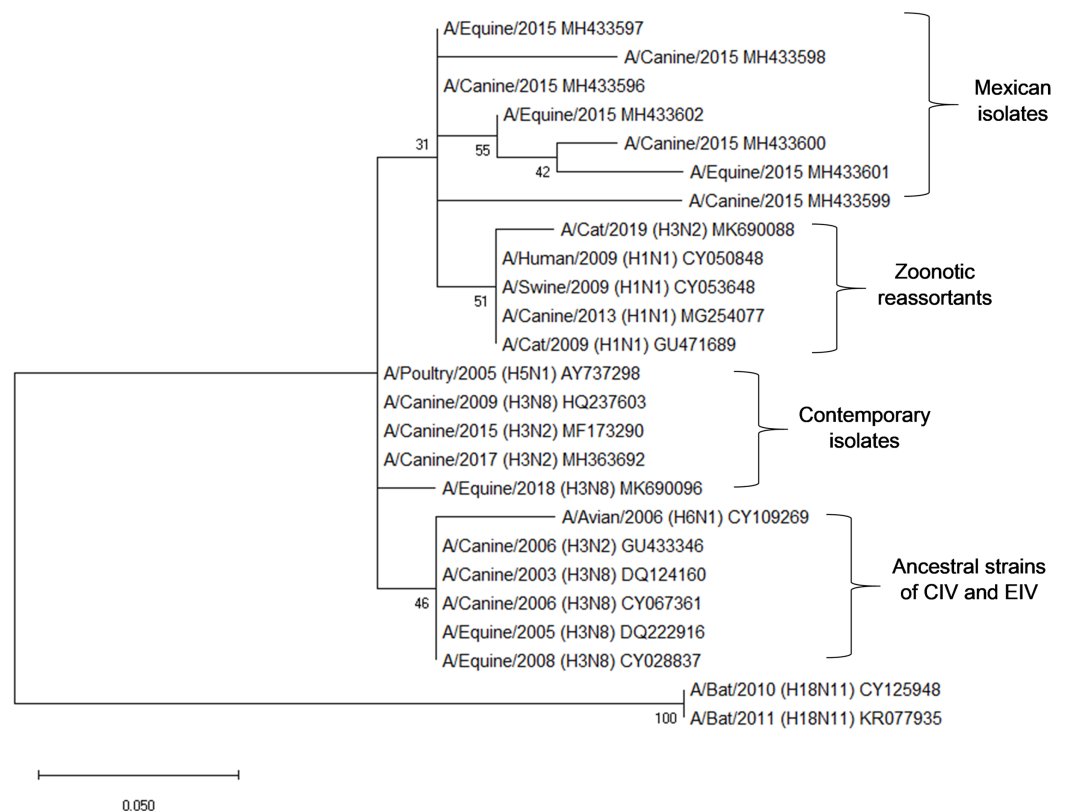 A/Equine/2015 MH433597
A/Canine/2015 MH433598
A/Canine/2015 MH433596
A/Equine/2015 MH433602
31
55
A/Canine/2015 MH433600
42
A/Equine/2015 MH433601
A/Canine/2015 MH433599
Mexican
isolates
A/Cat/2019 (H3N2) MK690088
A/Human/2009 (H1N1) CY050848
A/Swine/2009 (H1N1) CY053648
51
A/Canine/2013 (H1N1) MG254077
A/Cat/2009 (H1N1) GU471689
Zoonotic
reassortants
A/Poultry/2005 (H5N1) AY737298
A/Canine/2009 (H3N8) HQ237603
A/Canine/2015 (H3N2) MF173290
A/Canine/2017 (H3N2) MH363692
A/Equine/2018 (H3N8) MK690096
Contemporary
isolates
A/Avian/2006 (H6N1) CY109269
A/Canine/2006 (H3N2) GU433346
A/Canine/2003 (H3N8) DQ124160
46
A/Canine/2006 (H3N8) CY067361
A/Equine/2005 (H3N8) DQ222916
A/Equine/2008 (H3N8) CY028837
Ancestral strains
of CIV and EIV
A/Bat/2010 (H18N11) CY125948
100
A/Bat/2011 (H18N11) KR077935
0.050